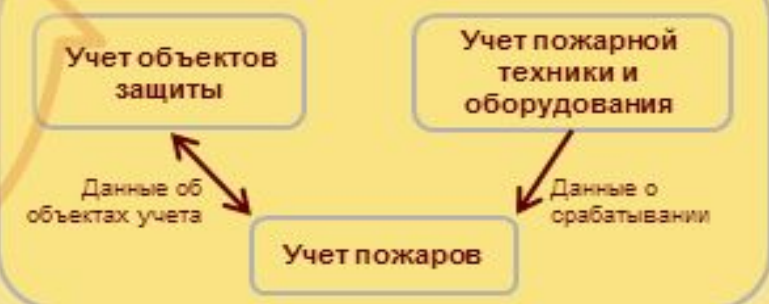 Учет объектов
защиты
Учет пожарной
техники и
оборудования
Данные об
объектах учета
Данные о
срабатывании
Учет пожаров